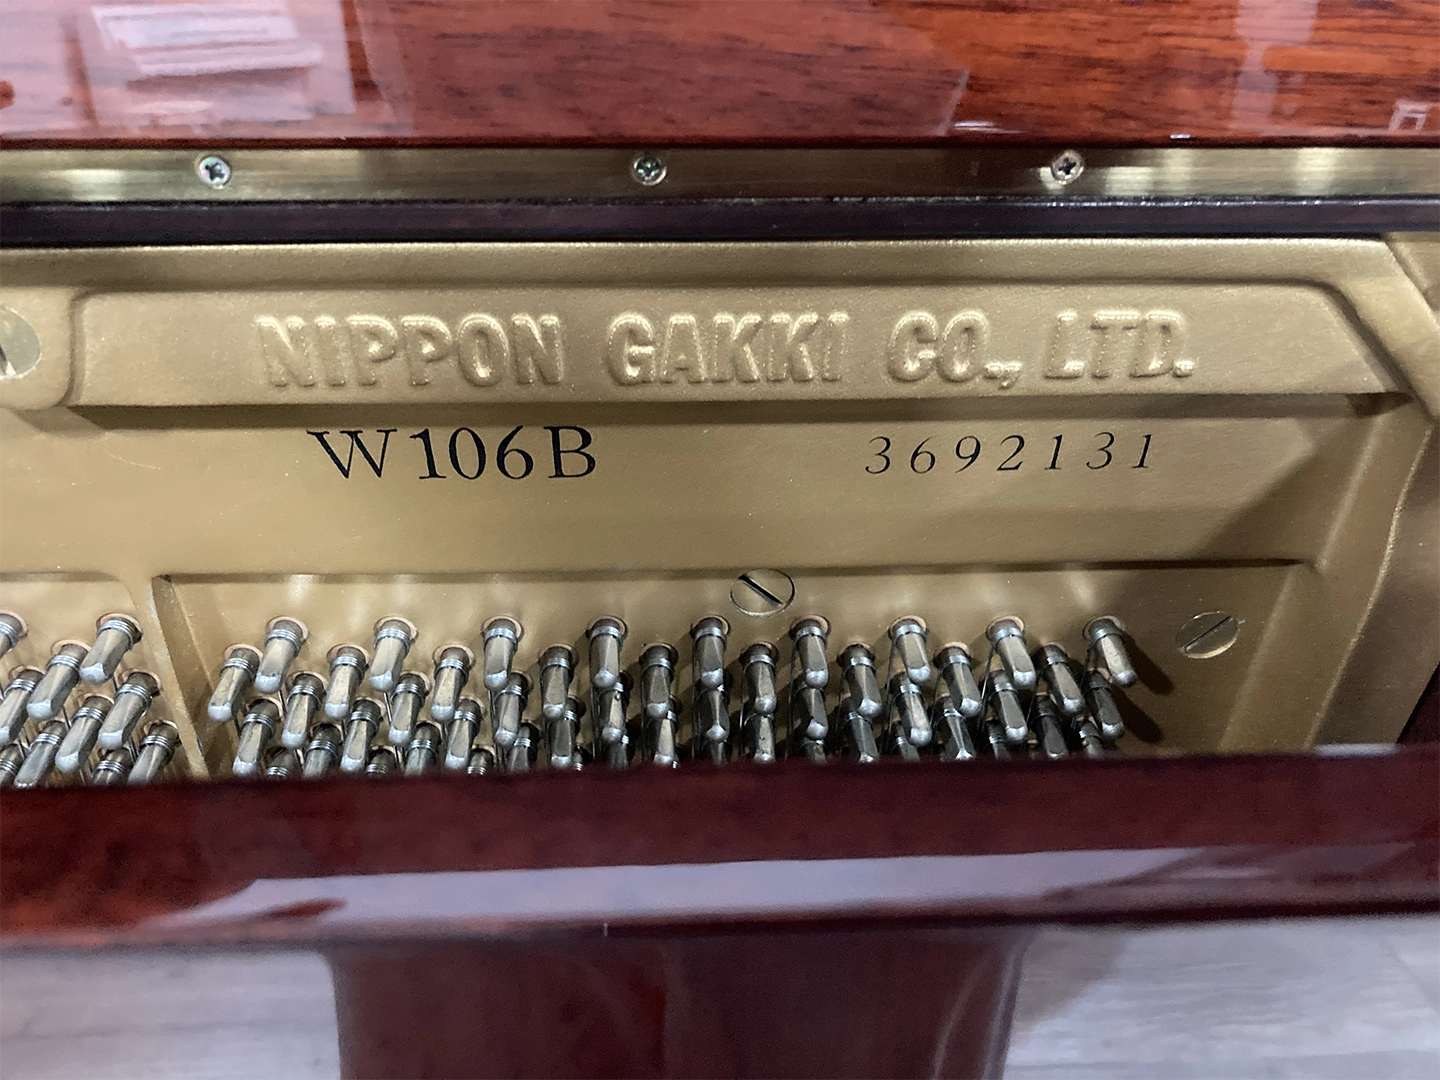 NIPPON GAKKI CO., LTD.
W106B 3692131